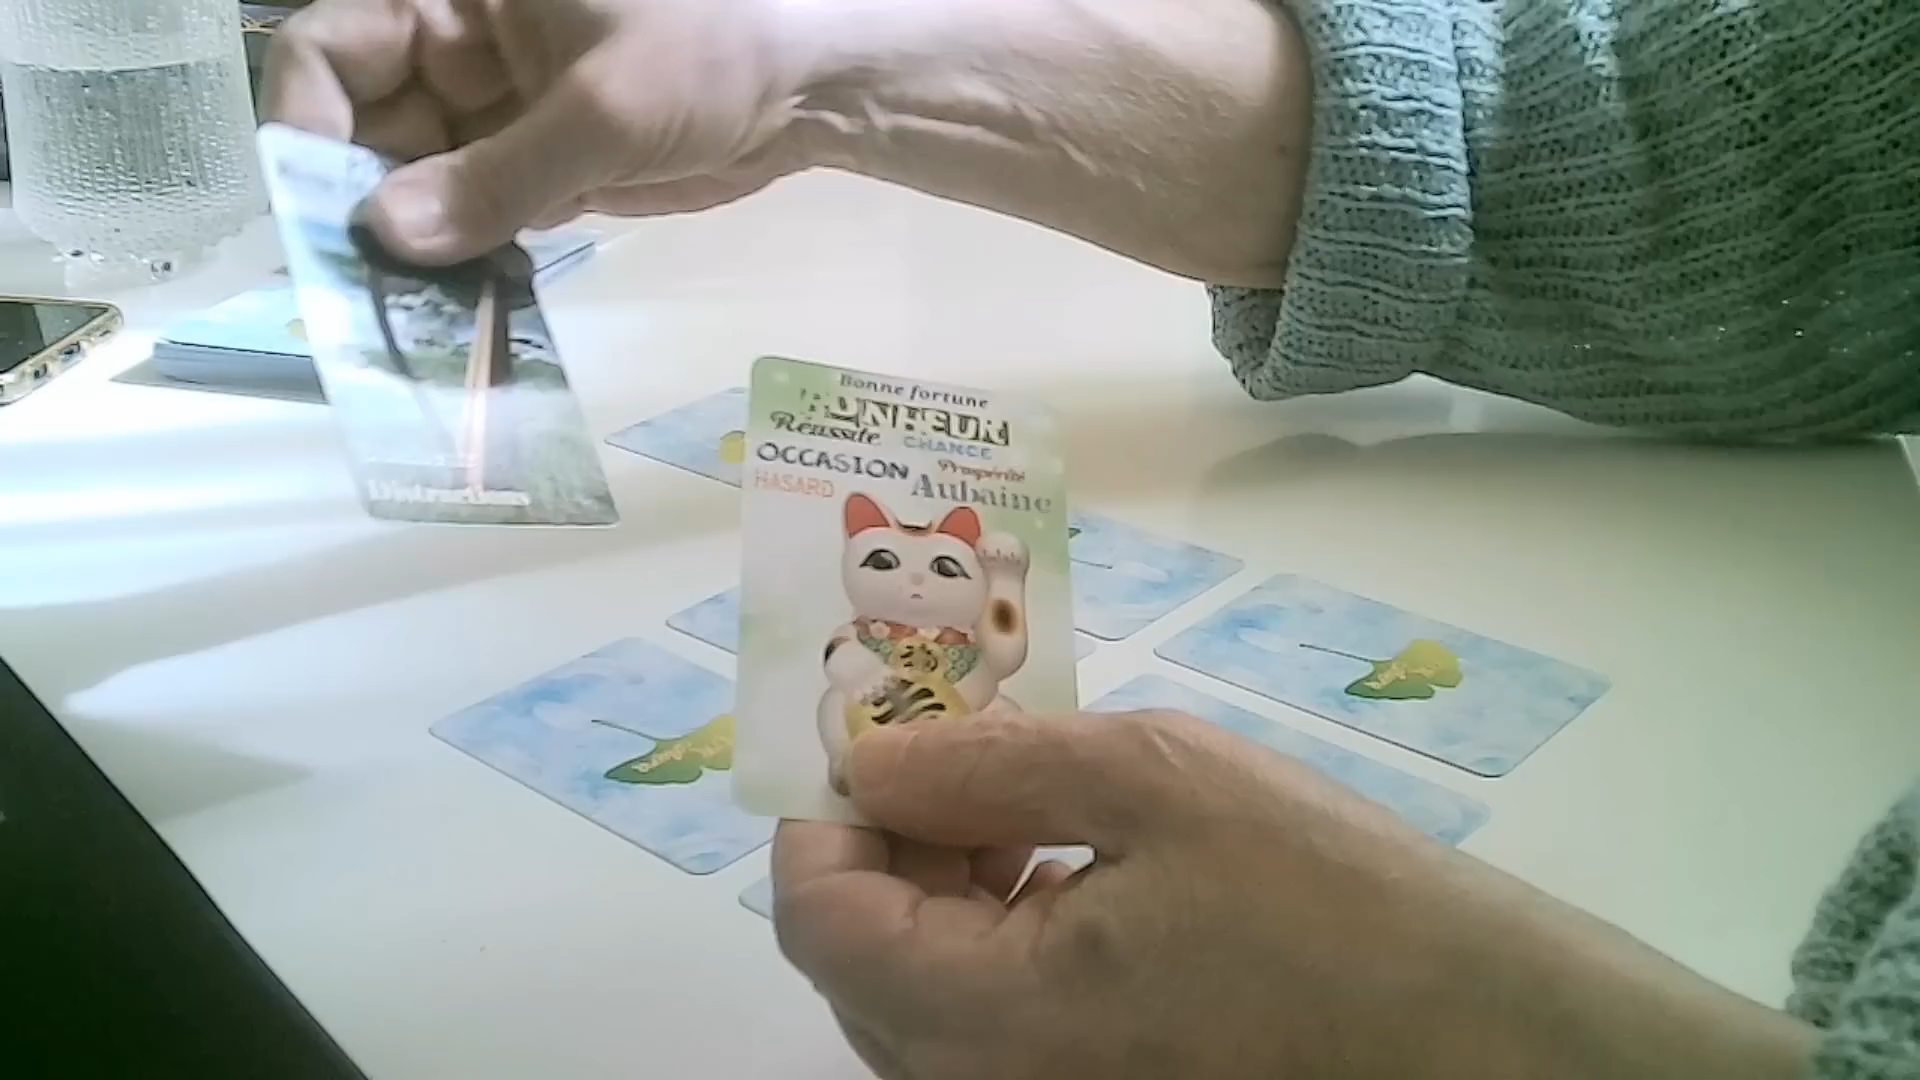 Bonne fortune
BONHEUR
Réussite CHANCE
OCCASION Prospérité
HASARD Aubaine
Distractions